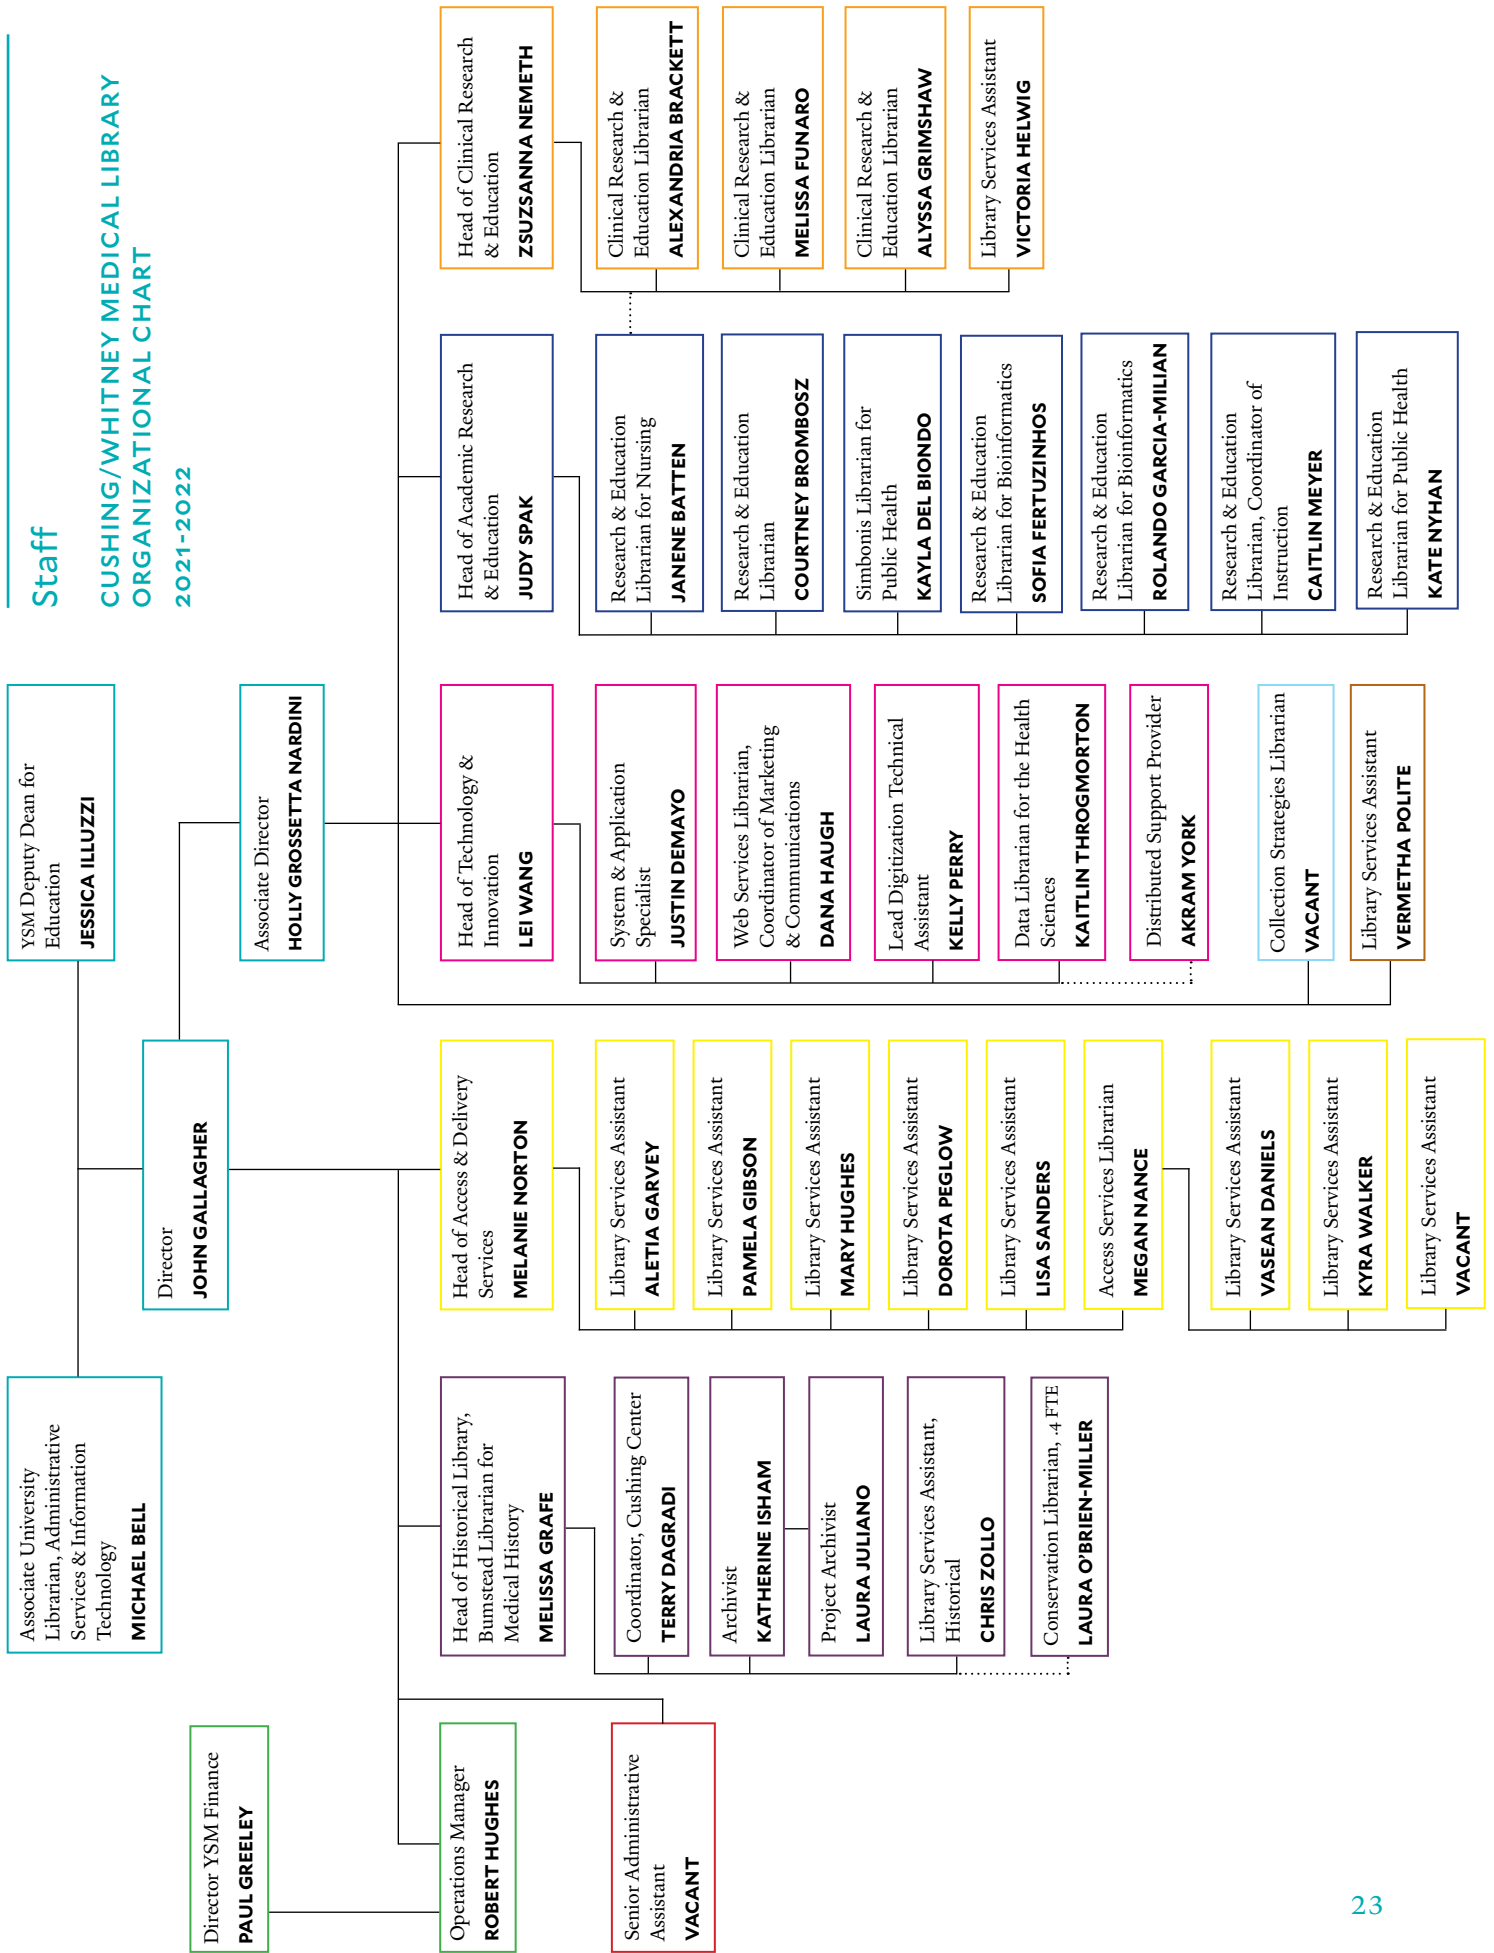 Staff
CUSHING/WHITNEY MEDICAL LIBRARY
ORGANIZATIONAL CHART
2021-2022
Associate University
Librarian, Administrative
Services & Information
Technology
MICHAEL BELL
YSM Deputy Dean for
Education
JESSICA ILLUZZI
Director
JOHN GALLAGHER
Director YSM Finance
PAUL GREELEY
Associate Director
HOLLY GROSSETTA NARDINI
Operations Manager
ROBERT HUGHES
Senior Administrative
Assistant
VACANT
Head of Historical Library,
Bumstead Librarian for
Medical History
MELISSA GRAFE
Coordinator, Cushing Center
TERRY DAGRADI
Archivist
KATHERINE ISHAM
Project Archivist
LAURA JULIANO
Library Services Assistant,
Historical
CHRIS ZOLLO
Conservation Librarian, .4 FTE
LAURA O'BRIEN-MILLER
Head of Access & Delivery
Services
MELANIE NORTON
Library Services Assistant
ALETIA GARVEY
Library Services Assistant
PAMELA GIBSON
Library Services Assistant
MARY HUGHES
Library Services Assistant
DOROTA PEGLOW
Library Services Assistant
LISA SANDERS
Access Services Librarian
MEGAN NANCE
Library Services Assistant
VASEAN DANIELS
Library Services Assistant
KYRA WALKER
Library Services Assistant
VACANT
Head of Technology &
Innovation
LEI WANG
System & Application
Specialist
JUSTIN DEMAYO
Web Services Librarian,
Coordinator of Marketing
& Communications
DANA HAUGH
Lead Digitization Technical
Assistant
KELLY PERRY
Data Librarian for the Health
Sciences
KAITLIN THROGMORTON
Distributed Support Provider
AKRAM YORK
Collection Strategies Librarian
VACANT
Library Services Assistant
VERMETHA POLITE
Head of Academic Research
& Education
JUDY SPAK
Research & Education
Librarian for Nursing
JANENE BATTEN
Research & Education
Librarian
COURTNEY BROMBOSZ
Simbonis Librarian for
Public Health
KAYLA DEL BIONDO
Research & Education
Librarian for Bioinformatics
SOFIA FERTUZINHOS
Research & Education
Librarian for Bioinformatics
ROLANDO GARCIA-MILIAN
Research & Education
Librarian, Coordinator of
Instruction
CAITLIN MEYER
Research & Education
Librarian for Public Health
KATE NYHAN
Head of Clinical Research
& Education
ZSUZSANNA NEMETH
Clinical Research &
Education Librarian
ALEXANDRIA BRACKETT
Clinical Research &
Education Librarian
MELISSA FUNARO
Clinical Research &
Education Librarian
ALYSSA GRIMSHAW
Library Services Assistant
VICTORIA HELWIG
23